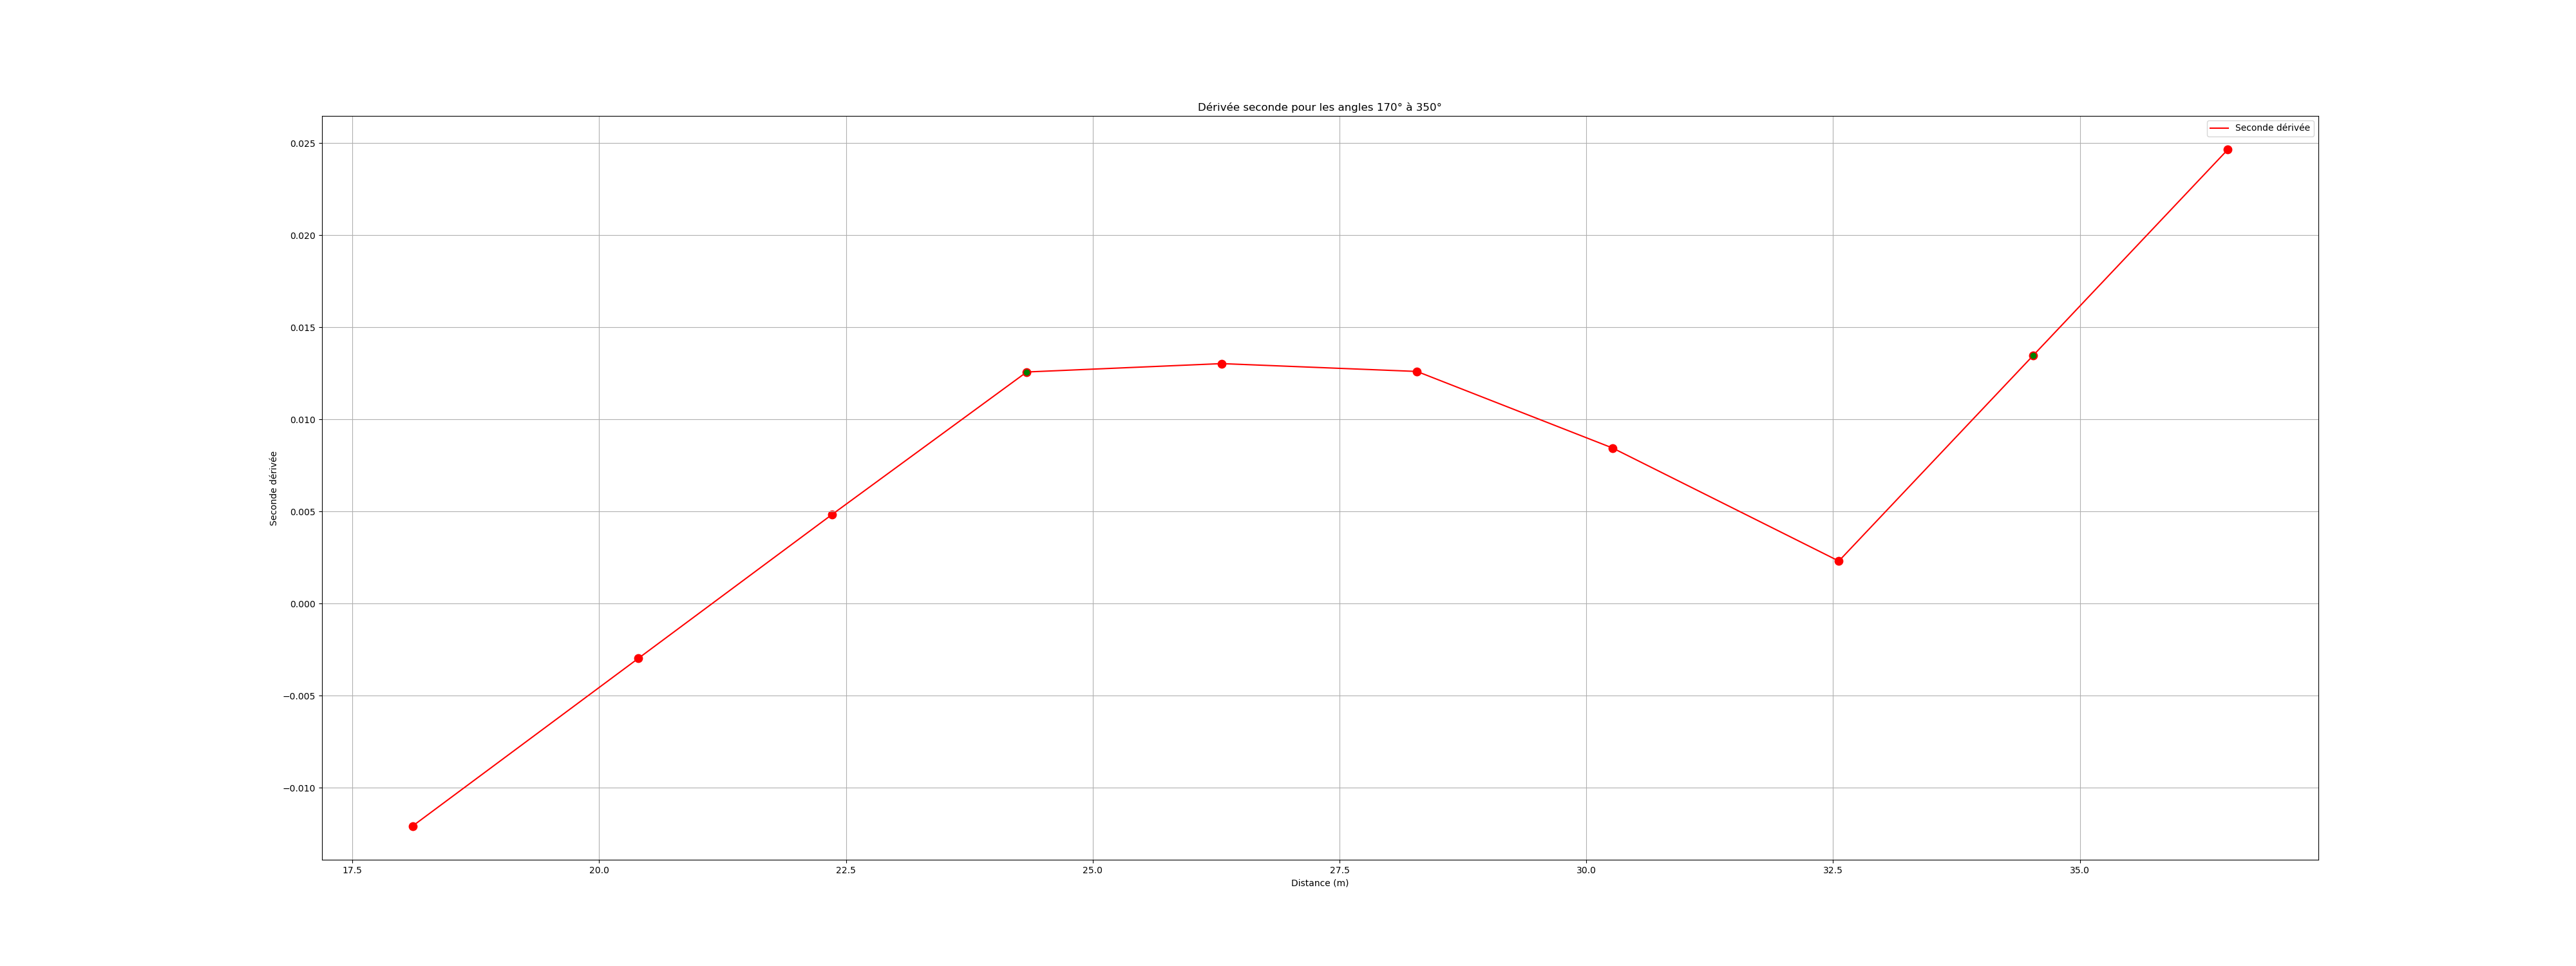 Dérivée seconde pour les angles 170° à 350°
Seconde dérivée
0.025
0.020
0.015
0.010
0.005
0.000
−0.005
−0.010
Seconde dérivée
17.5 20.0 22.5 25.0 27.5 30.0 32.5 35.0
Distance (m)